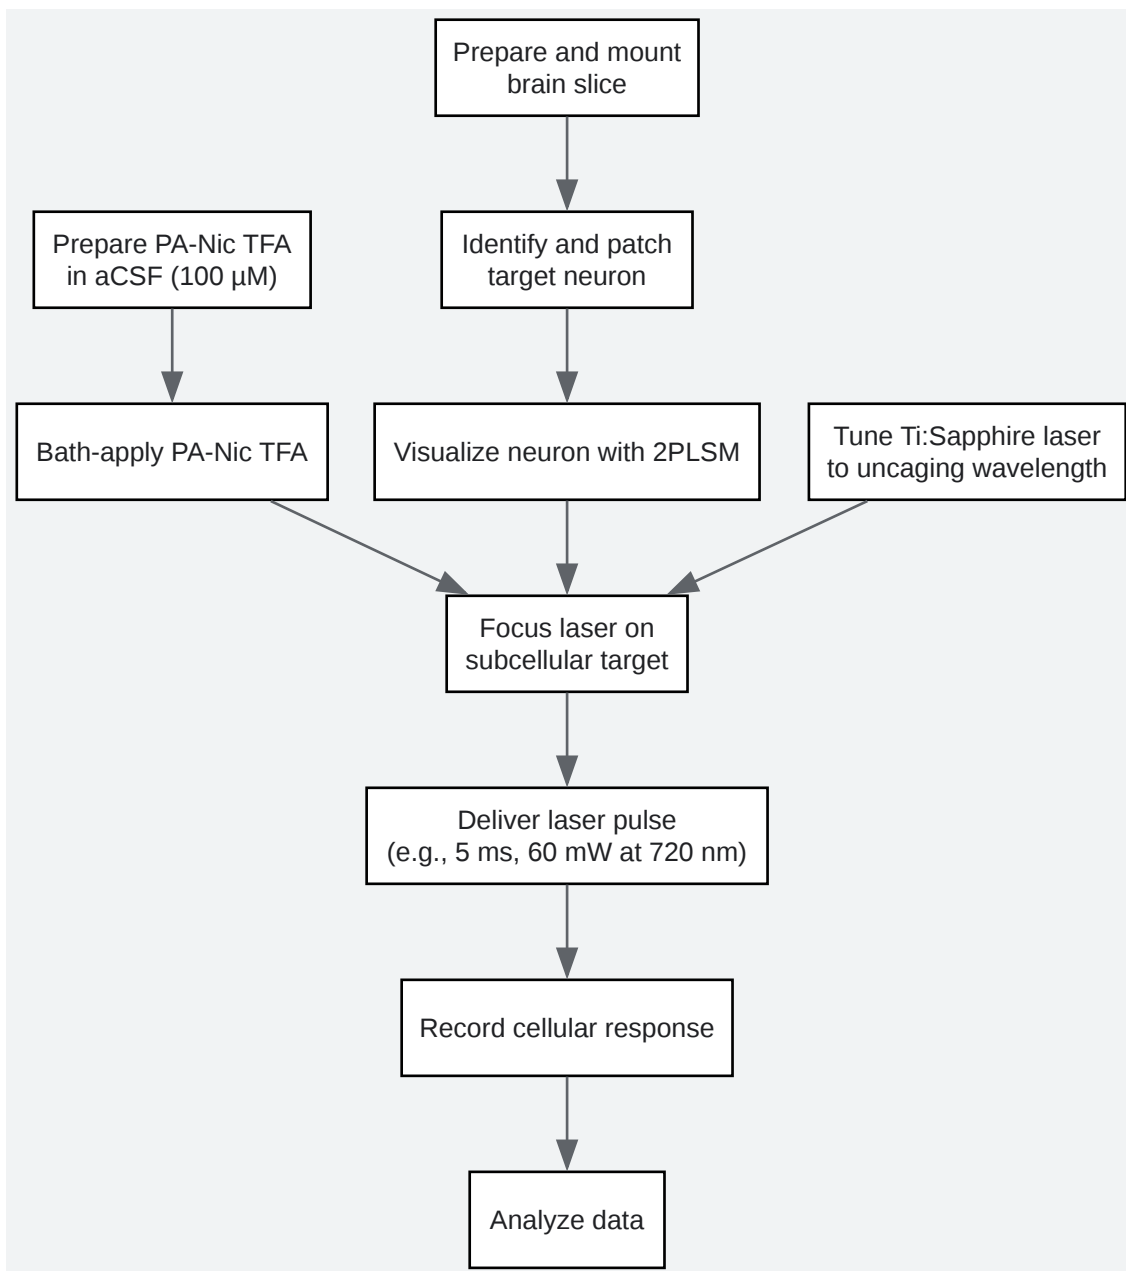 Prepare and mount
brain slice
Prepare PA-Nic TFA
in aCSF (100 µM)
Identify and patch
target neuron
Bath-apply PA-Nic TFA
Visualize neuron with 2PLSM
Tune Ti:Sapphire laser
to uncaging wavelength
Focus laser on
subcellular target
Deliver laser pulse
(e.g., 5 ms, 60 mW at 720 nm)
Record cellular response
Analyze data